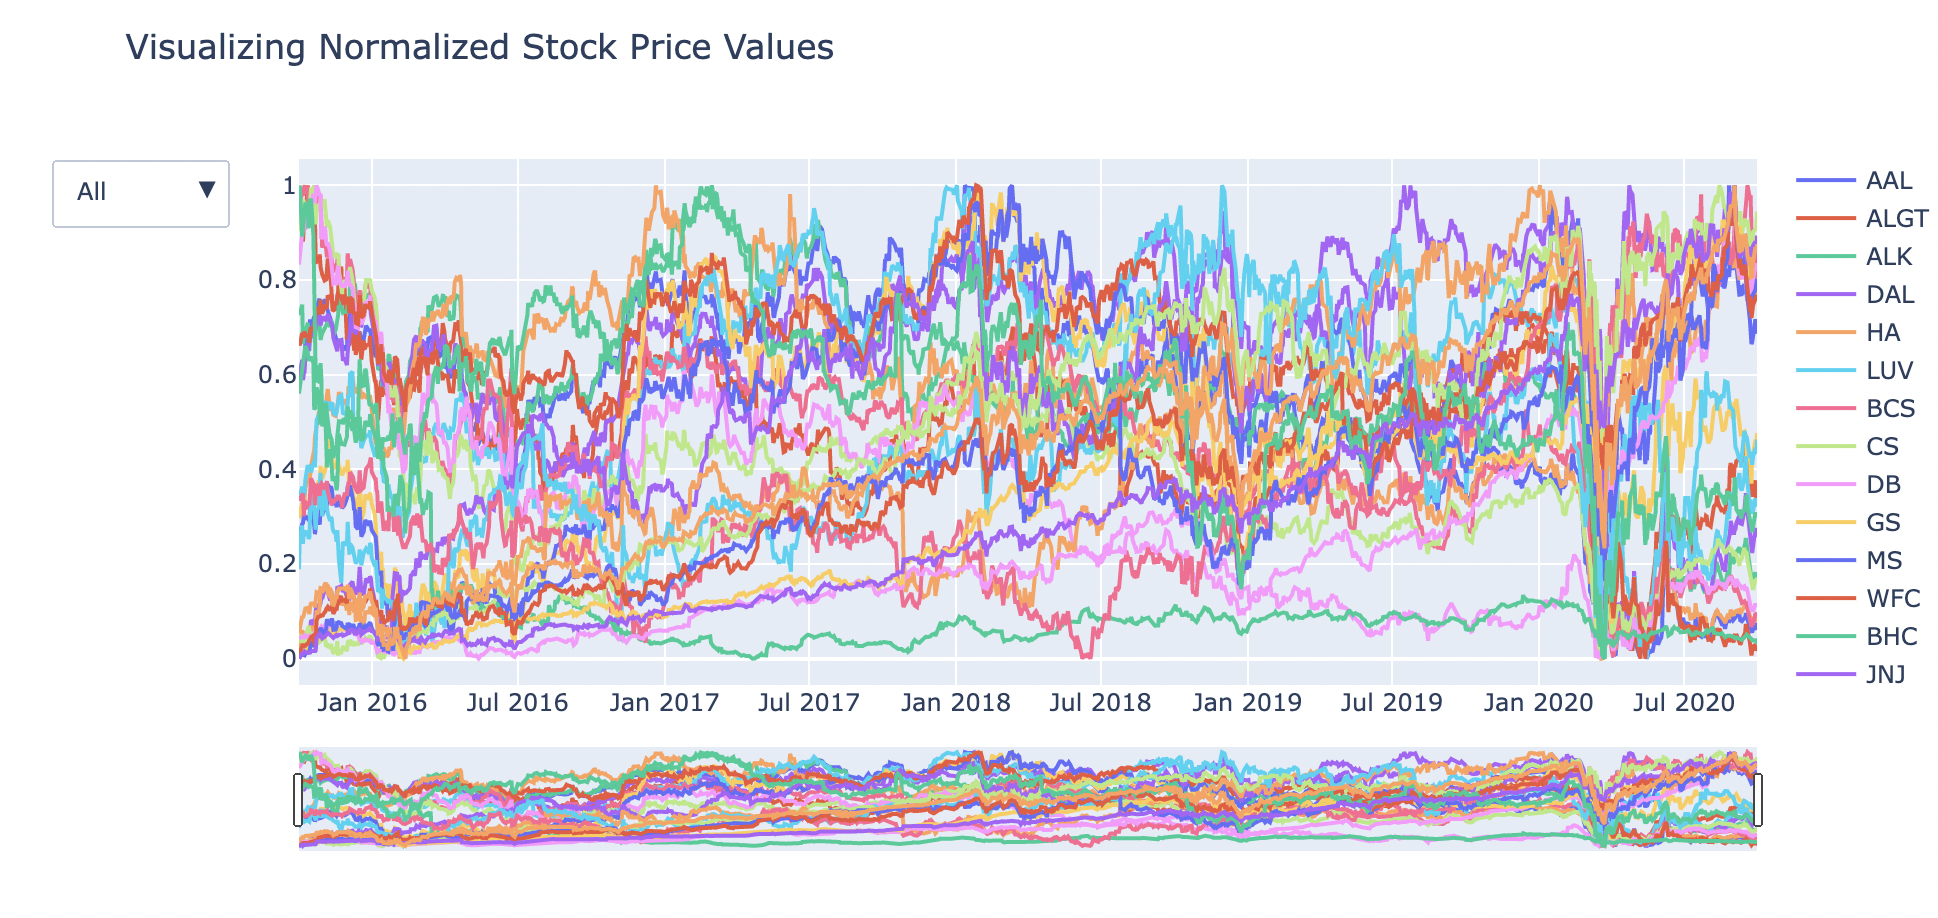 Visualizing Normalized Stock Price Values
All ▼
1
0.8
0.6
0.4
0.2
0
Jan 2016 Jul 2016 Jan 2017 Jul 2017 Jan 2018 Jul 2018 Jan 2019 Jul 2019 Jan 2020 Jul 2020
AAL
ALGT
ALK
DAL
HA
LUV
BCS
CS
DB
GS
MS
WFC
BHC
JNJ